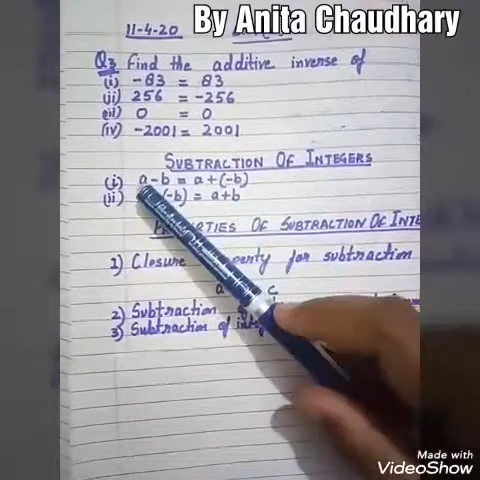 By Anita Chaudhary
11-4-20
Q3 Find the additive inverse of
(i) -83 = 83
(ii) 256 = -256
(iii) 0 = 0
(iv) -2001 = 2001
SUBTRACTION OF INTEGERS
(i) a-b = a+(-b)
(ii) (-b) = a+b
OF SUBTRACTION OF INTE
1) Closure for subtraction
a c
2) Subtraction
3) Subtraction of
Made with
VideoShow